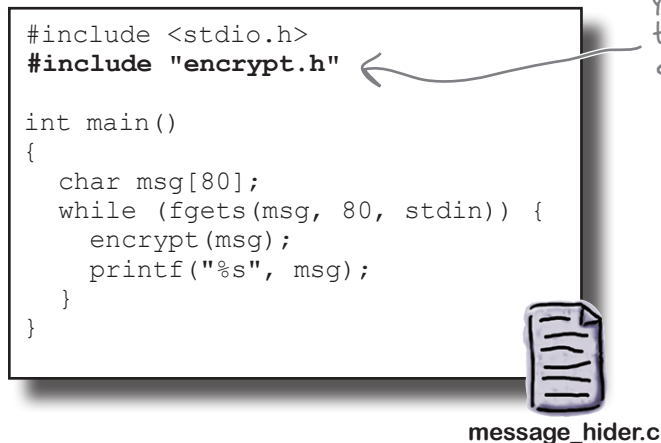 #include <stdio.h>
#include "encrypt.h"
int main()
{
char msg[80];
while (fgets(msg, 80, stdin)) {
encrypt(msg);
printf("%s", msg);
}
}
message_hider.c